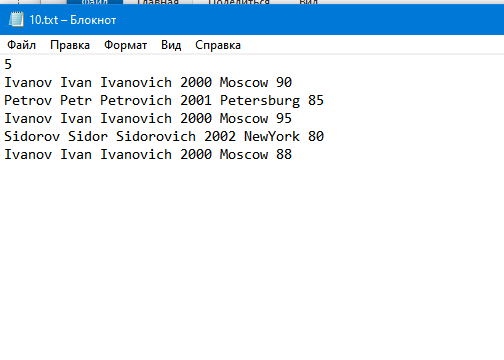 Файл Главная Поделиться Вид
10.txt – Блокнот
Файл Правка Формат Вид Справка
5
Ivanov Ivan Ivanovich 2000 Moscow 90
Petrov Petr Petrovich 2001 Petersburg 85
Ivanov Ivan Ivanovich 2000 Moscow 95
Sidorov Sidor Sidorovich 2002 NewYork 80
Ivanov Ivan Ivanovich 2000 Moscow 88